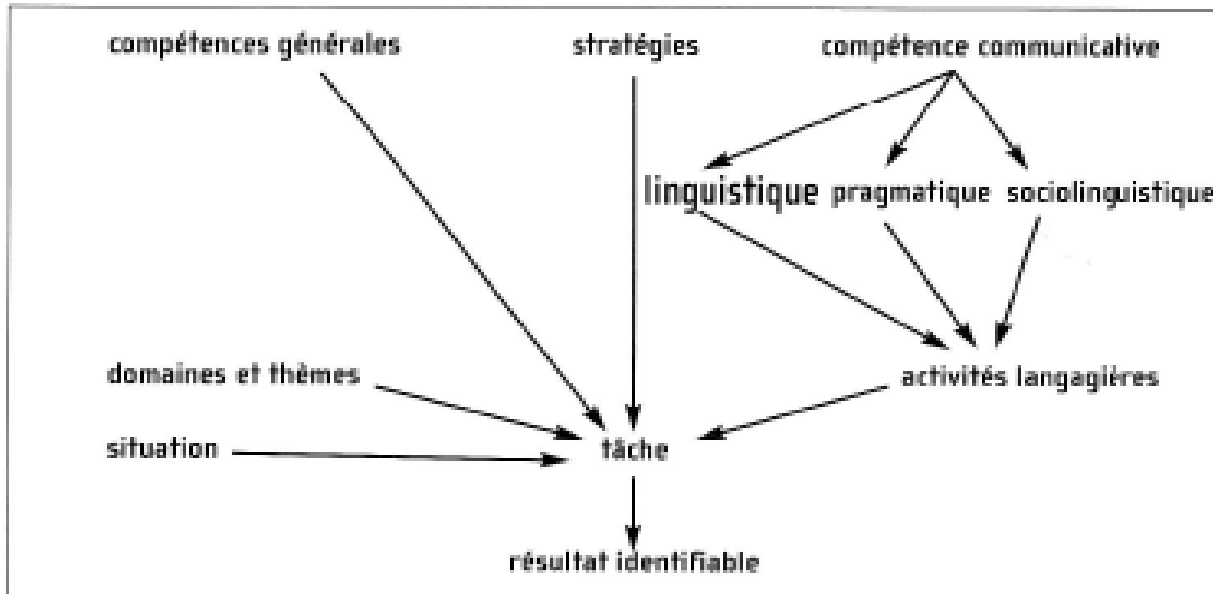 compétences générales
stratégies
compétence communicative
linguistique pragmatique sociolinguistique
domaines et thèmes
activités langagières
situation
tâche
résultat identifiable